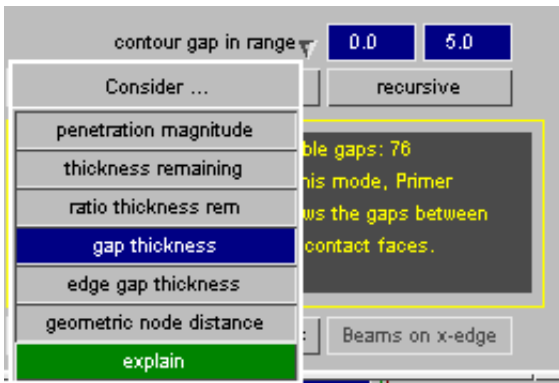 contour gap in range 0.0 5.0
Consider ...
recursive
penetration magnitude
thickness remaining
ratio thickness rem
gap thickness
edge gap thickness
geometric node distance
explain
ble gaps: 76
his mode, Primer
ws the gaps between
contact faces.
Beams on x-edge